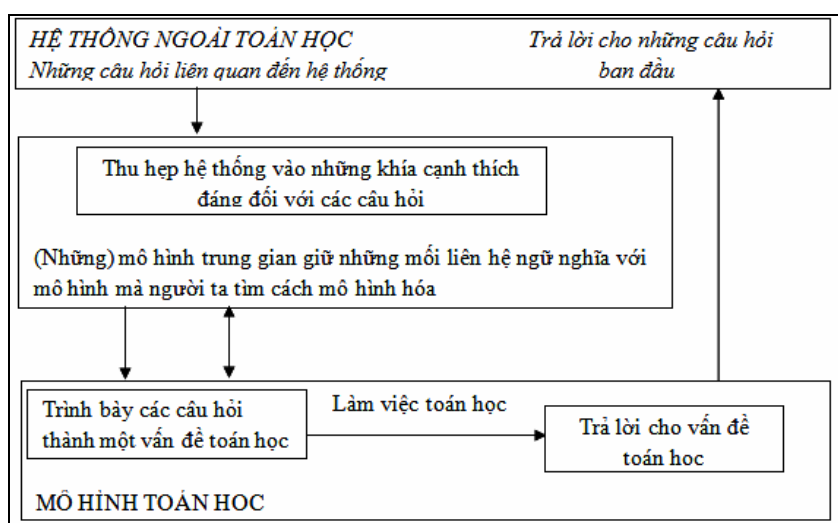 HỆ THỐNG NGOÀI TOÁN HỌC
Những câu hỏi liên quan đến hệ thống
Trả lời cho những câu hỏi
ban đầu
Thu hẹp hệ thống vào những khía cạnh thích
đáng đối với các câu hỏi
(Những) mô hình trung gian giữ những mối liên hệ ngữ nghĩa với
mô hình mà người ta tìm cách mô hình hóa
Trình bày các câu hỏi
thành một vấn đề toán học
Làm việc toán học
Trả lời cho vấn đề
toán học
MÔ HÌNH TOÁN HỌC